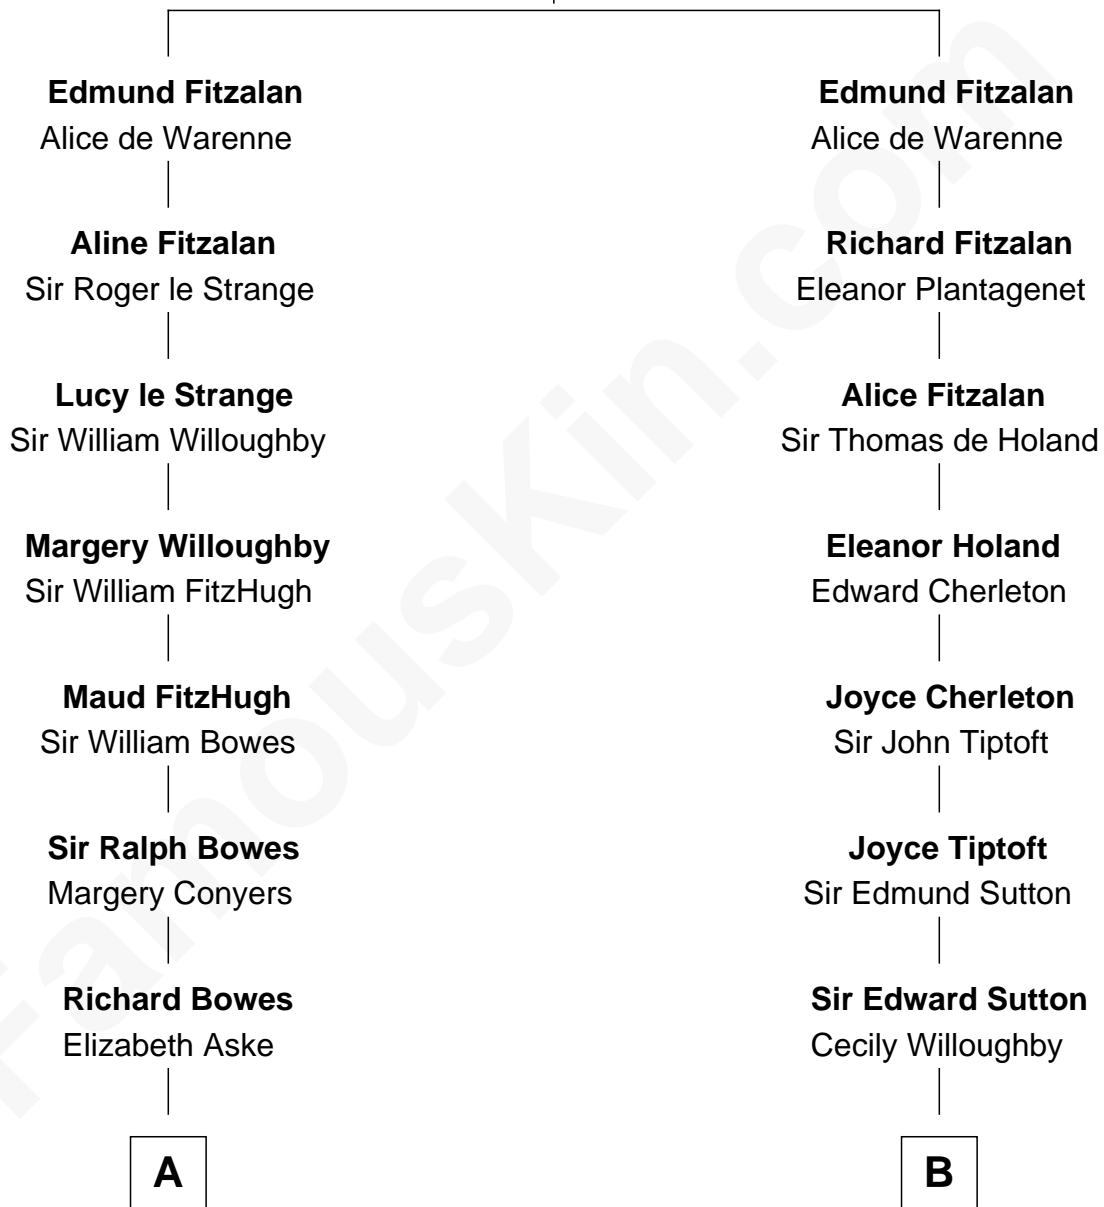 Edmund Fitzalan
Alice de Warenne
Aline Fitzalan
Sir Roger le Strange
Lucy le Strange
Sir William Willoughby
Margery Willoughby
Sir William FitzHugh
Maud FitzHugh
Sir William Bowes
Sir Ralph Bowes
Margery Conyers
Richard Bowes
Elizabeth Aske
A
Edmund Fitzalan
Alice de Warenne
Richard Fitzalan
Eleanor Plantagenet
Alice Fitzalan
Sir Thomas de Holand
Eleanor Holand
Edward Cherleton
Joyce Cherleton
Sir John Tiptoft
Joyce Tiptoft
Sir Edmund Sutton
Sir Edward Sutton
Cecily Willoughby
B
FamousKin.com